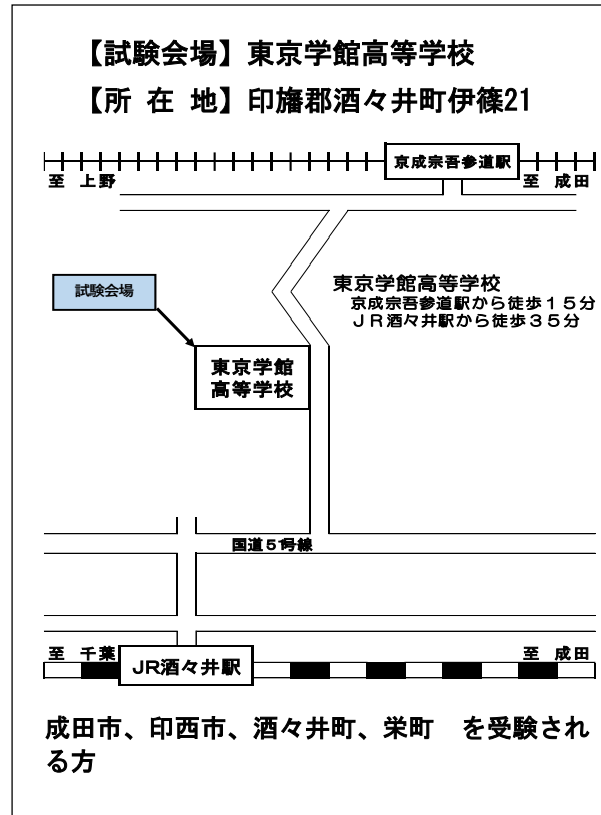 【試験会場】東京学館高等学校
【所 在 地】印旛郡酒々井町伊篠21
京成宗吾参道駅
至 上野
至 成田
試験会場
東京学館高等学校
京成宗吾参道駅から徒歩１５分
ＪＲ酒々井駅から徒歩３５分
東京学館
高等学校
国道５１号線
至 千葉
至 成田
JR酒々井駅
成田市、印西市、酒々井町、栄町　を受験され
る方